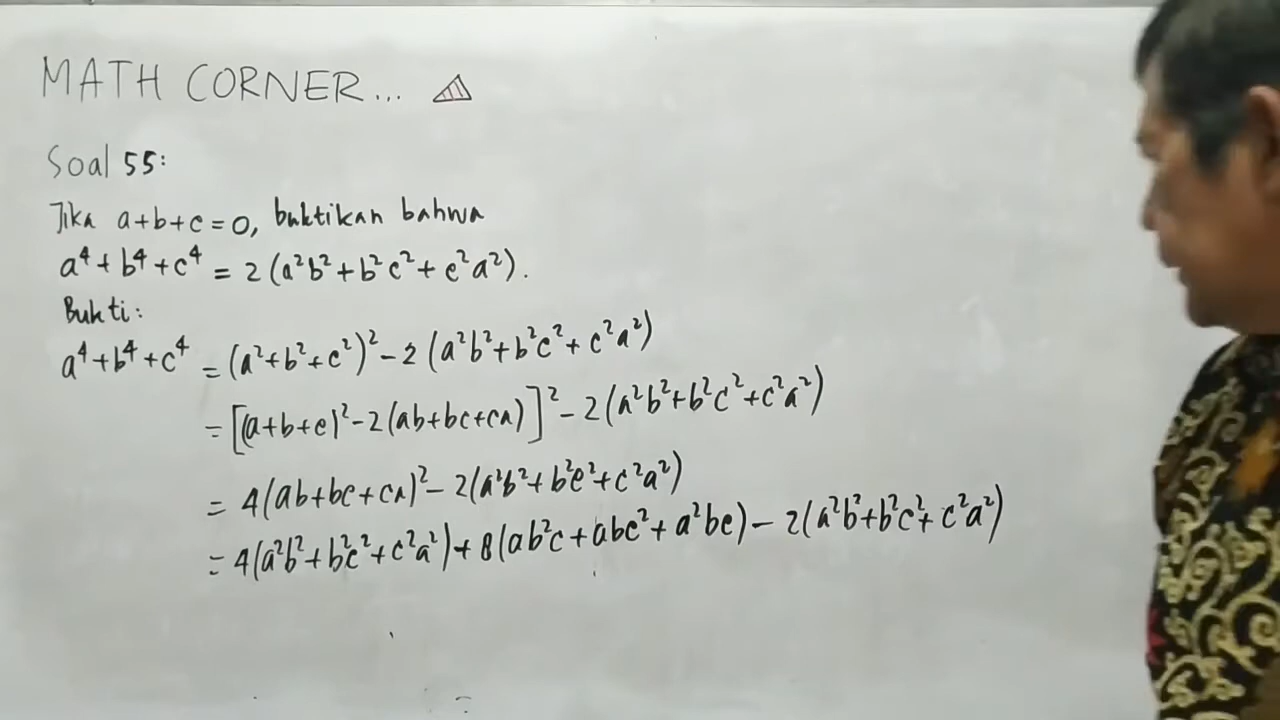 MATH CORNER...
Soal 55:
Jika a+b+c=0, buktikan bahwa
a⁴+b⁴+c⁴ = 2(a²b²+b²c²+c²a²).
Bukti:
a⁴+b⁴+c⁴ = (a²+b²+c²)²-2(a²b²+b²c²+c²a²)
= [(a+b+c)²-2(ab+bc+ca)]²-2(a²b²+b²c²+c²a²)
= 4(ab+bc+ca)²-2(a²b²+b²c²+c²a²)
= 4(a²b²+b²c²+c²a²)+8(ab²c+abc²+a²bc)-2(a²b²+b²c²+c²a²)